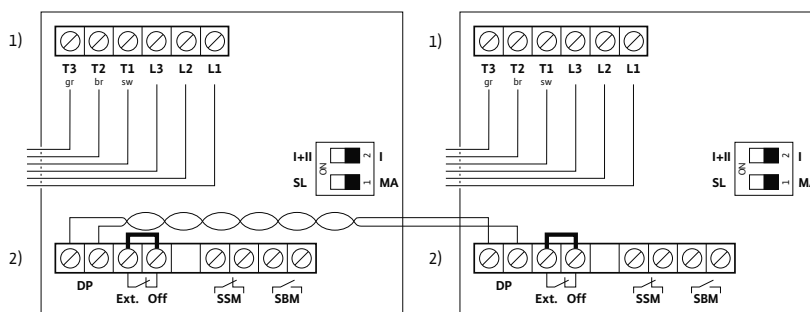 1)
T3 T2 T1 L3 L2 L1
gr br sw
I+II ON 2 I
SL 1 MA
2)
DP Ext. Off SSM SBM
1)
T3 T2 T1 L3 L2 L1
gr br sw
I+II ON 2 I
SL 1 MA
2)
DP Ext. Off SSM SBM